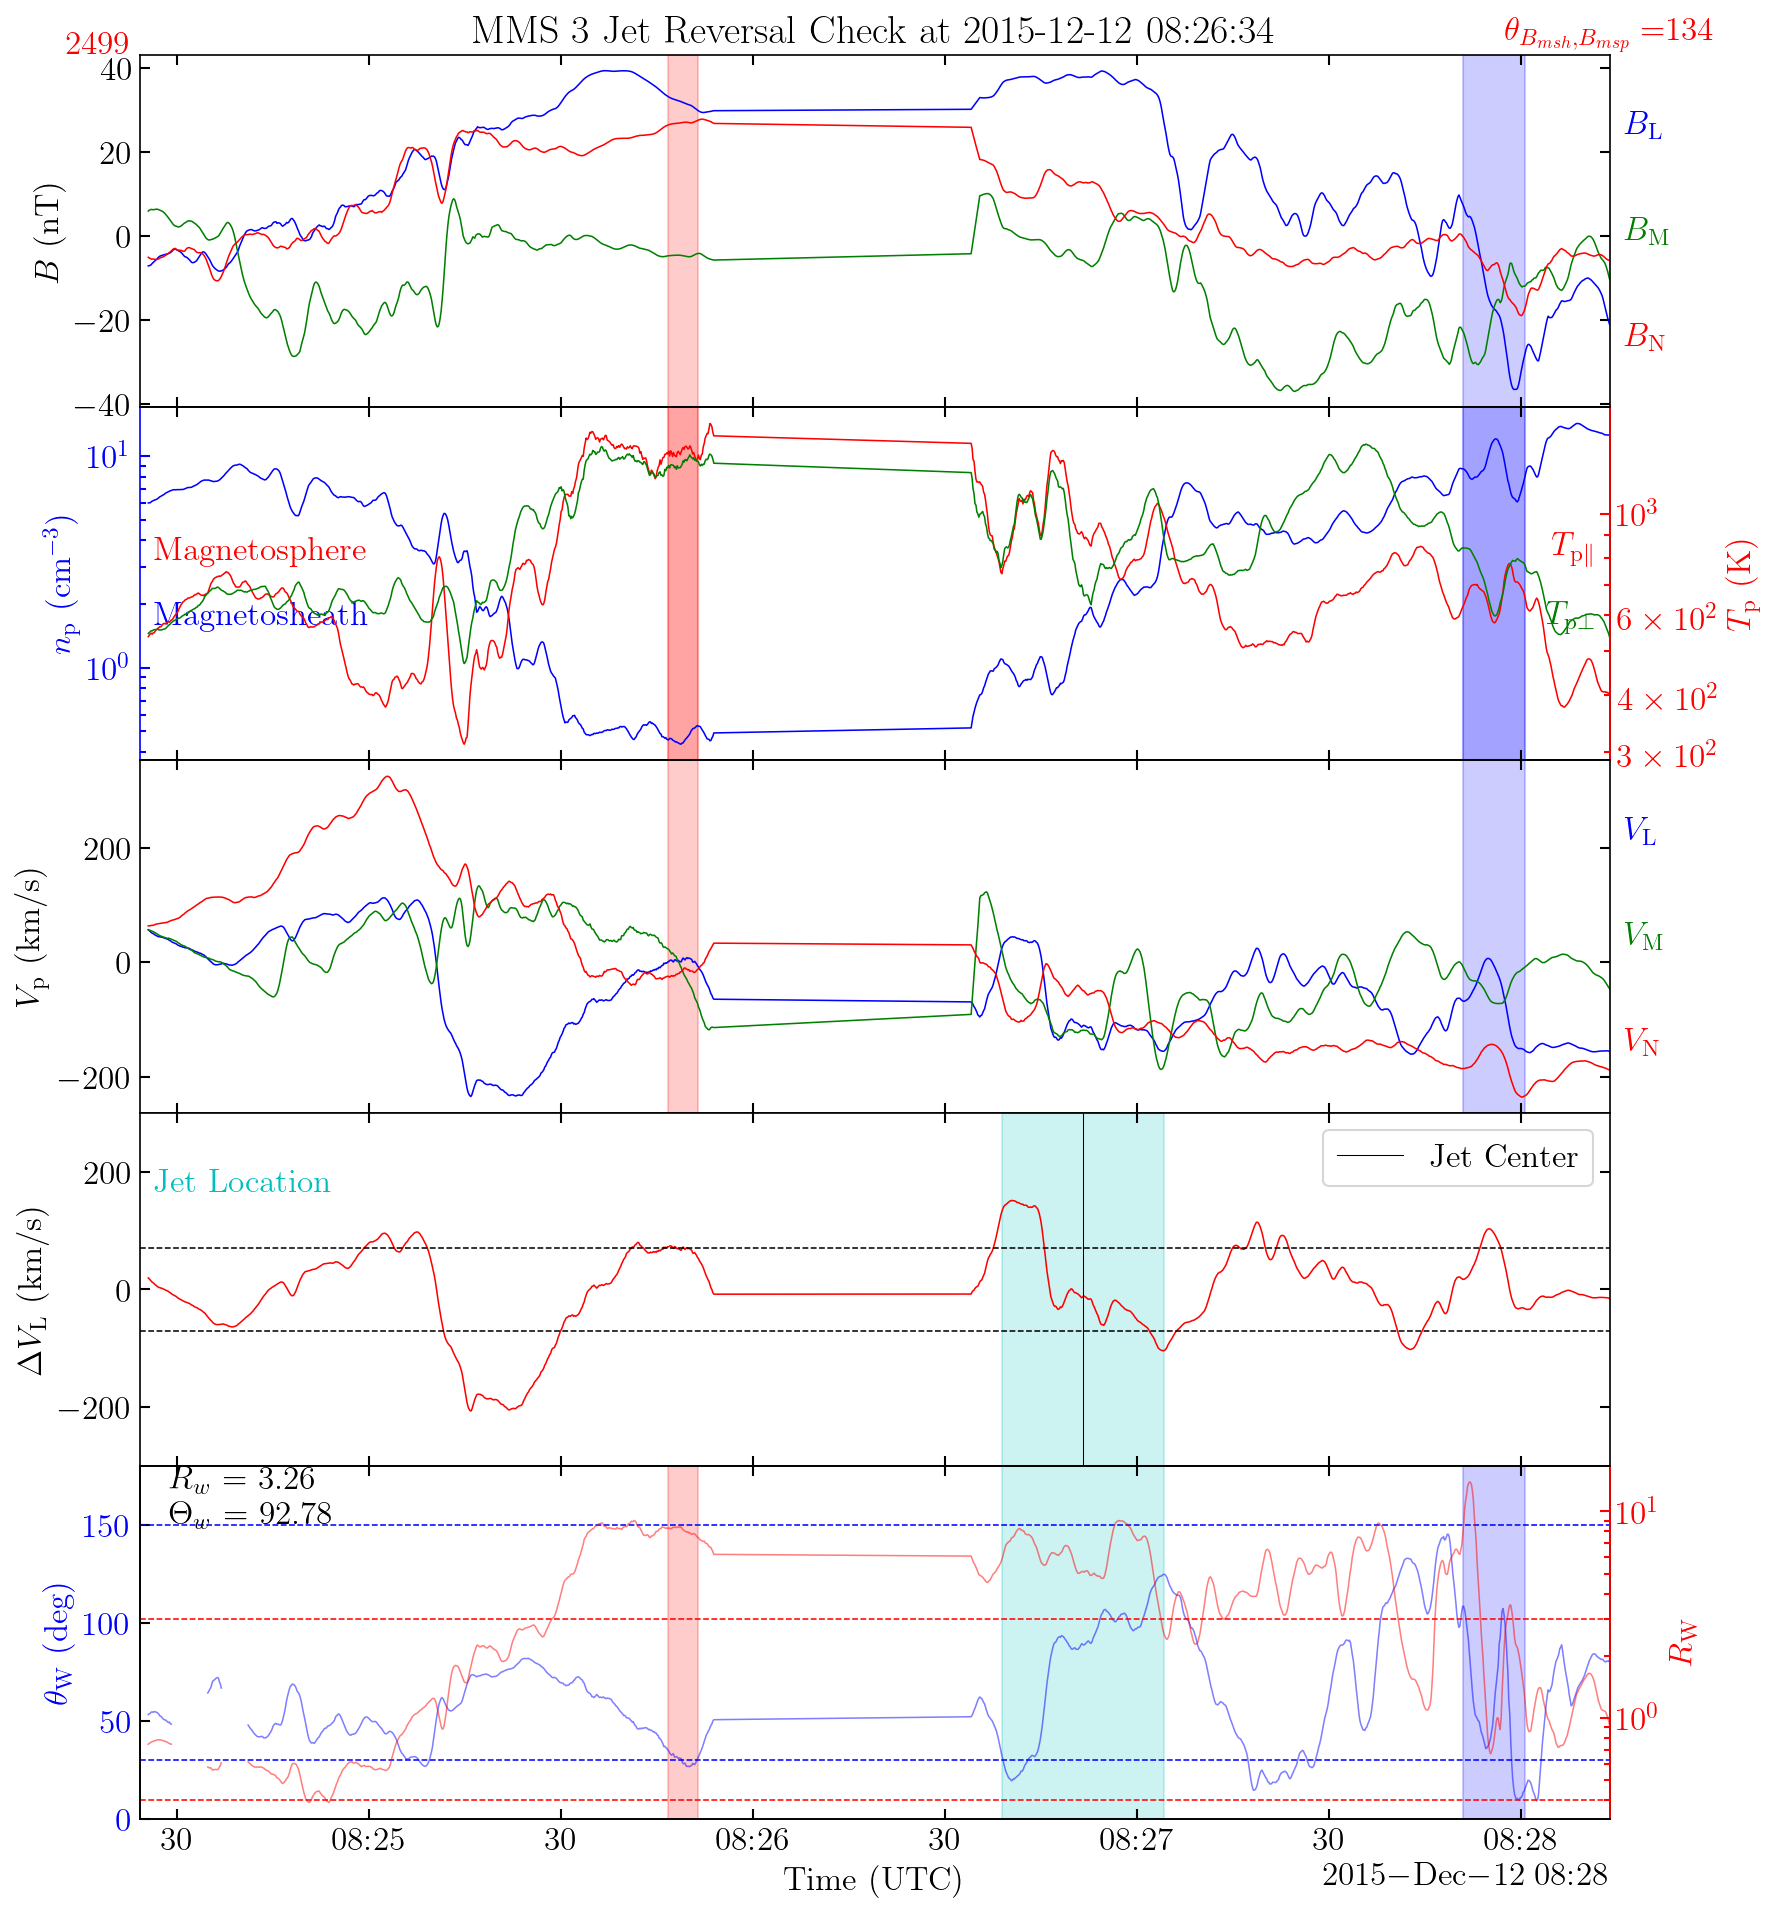 MMS 3 Jet Reversal Check at 2015-12-12 08:26:34
2499
θ_{B_{msh},B_{msp}} =134
40
20
0
−20
−40
B (nT)
B_L
B_M
B_N
10^1
10^0
n_p (cm^{−3})
Magnetosphere
Magnetosheath
T_{p∥}
T_{p⊥}
10^3
6 × 10^2
4 × 10^2
3 × 10^2
T_p (K)
200
0
−200
V_p (km/s)
V_L
V_M
V_N
200
0
−200
ΔV_L (km/s)
Jet Location
Jet Center
R_w = 3.26
Θ_w = 92.78
150
100
50
0
θ_W (deg)
10^1
10^0
R_W
30 08:25 30 08:26 30 08:27 30 08:28
Time (UTC)
2015−Dec−12 08:28